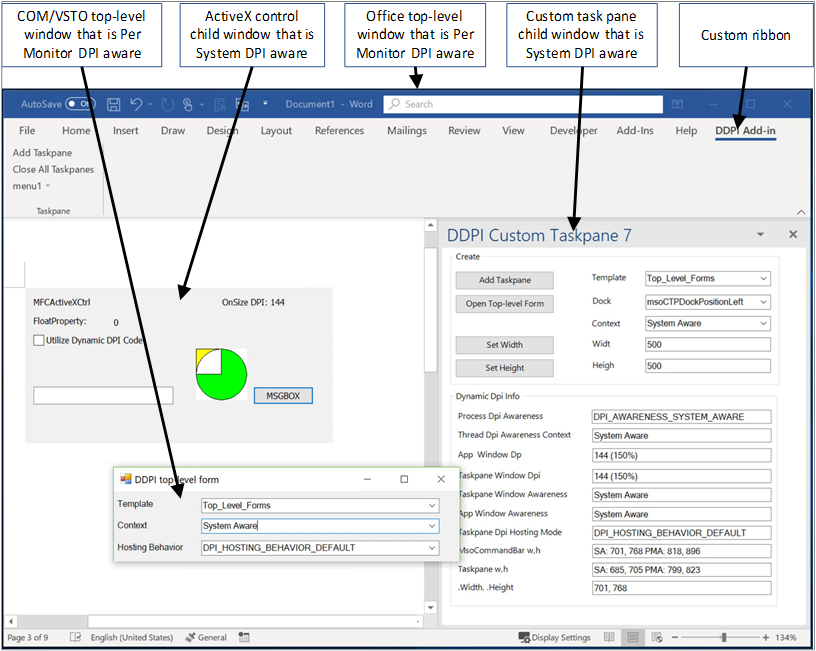 COM/VSTO top-level
window that is Per
Monitor DPI aware
ActiveX control
child window that is
System DPI aware
Office top-level
window that is Per
Monitor DPI aware
Custom task pane
child window that is
System DPI aware
Custom ribbon
AutoSave Off Document1 - Word Search
File Home Insert Draw Design Layout References Mailings Review View Developer Add-Ins Help DDPI Add-in
Add Taskpane
Close All Taskpanes
menu1
Taskpane
MFCActiveXCtrl OnSize DPI: 144
FloatProperty: 0
Utilize Dynamic DPI Code
MSGBOX
DDPI top-level form
Template Top_Level_Forms
Context System Aware
Hosting Behavior DPI_HOSTING_BEHAVIOR_DEFAULT
DDPI Custom Taskpane 7
Create
Add Taskpane Template Top_Level_Forms
Open Top-level Form Dock msoCTPDockPositionLeft
Context System Aware
Set Width Widt 500
Set Height Heigh 500
Dynamic Dpi Info
Process Dpi Awareness DPI_AWARENESS_SYSTEM_AWARE
Thread Dpi Awareness Context System Aware
App Window Dp 144 (150%)
Taskpane Window Dpi 144 (150%)
Taskpane Window Awareness System Aware
App Window Awareness System Aware
Taskpane Dpi Hosting Mode DPI_HOSTING_BEHAVIOR_DEFAULT
MsoCommandBar w,h SA: 701, 768 PMA: 818, 896
Taskpane w,h SA: 685, 705 PMA: 799, 823
.Width, .Height 701, 768
Page 3 of 9 English (United States) General Display Settings 134%